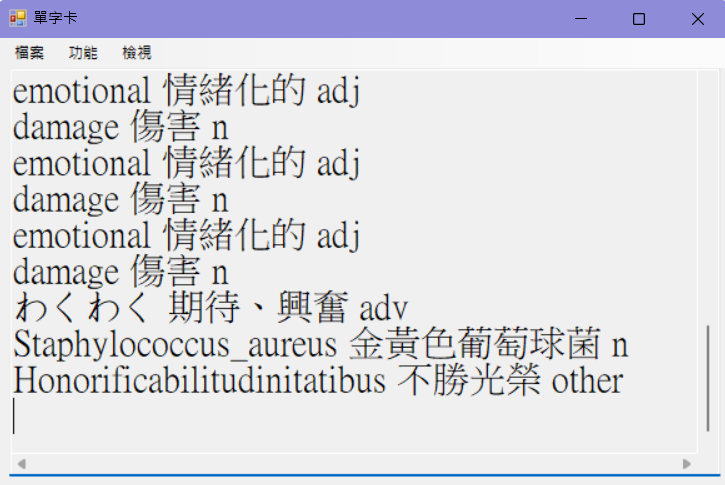 單字卡
檔案 功能 檢視
emotional 情緒化的 adj
damage 傷害 n
emotional 情緒化的 adj
damage 傷害 n
emotional 情緒化的 adj
damage 傷害 n
わくわく 期待、興奮 adv
Staphylococcus_aureus 金黃色葡萄球菌 n
Honorificabilitudinitatibus 不勝光榮 other